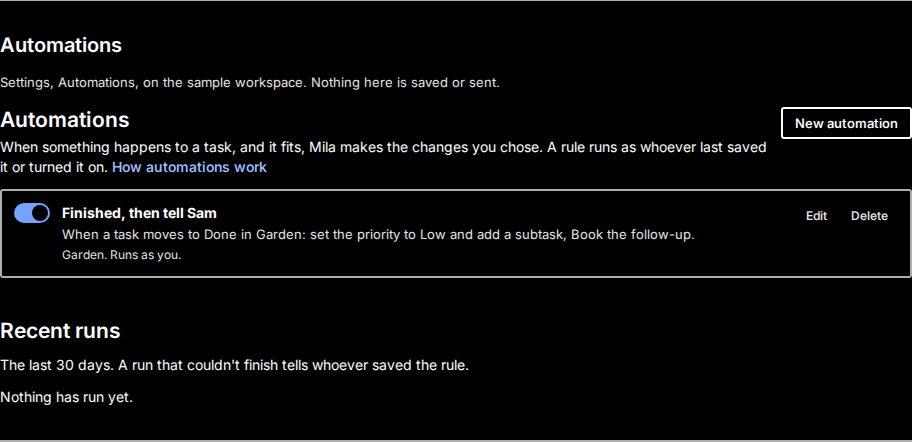 Automations
Settings, Automations, on the sample workspace. Nothing here is saved or sent.
Automations
New automation
When something happens to a task, and it fits, Mila makes the changes you chose. A rule runs as whoever last saved
it or turned it on. How automations work
Finished, then tell Sam
Edit
Delete
When a task moves to Done in Garden: set the priority to Low and add a subtask, Book the follow-up.
Garden. Runs as you.
Recent runs
The last 30 days. A run that couldn't finish tells whoever saved the rule.
Nothing has run yet.